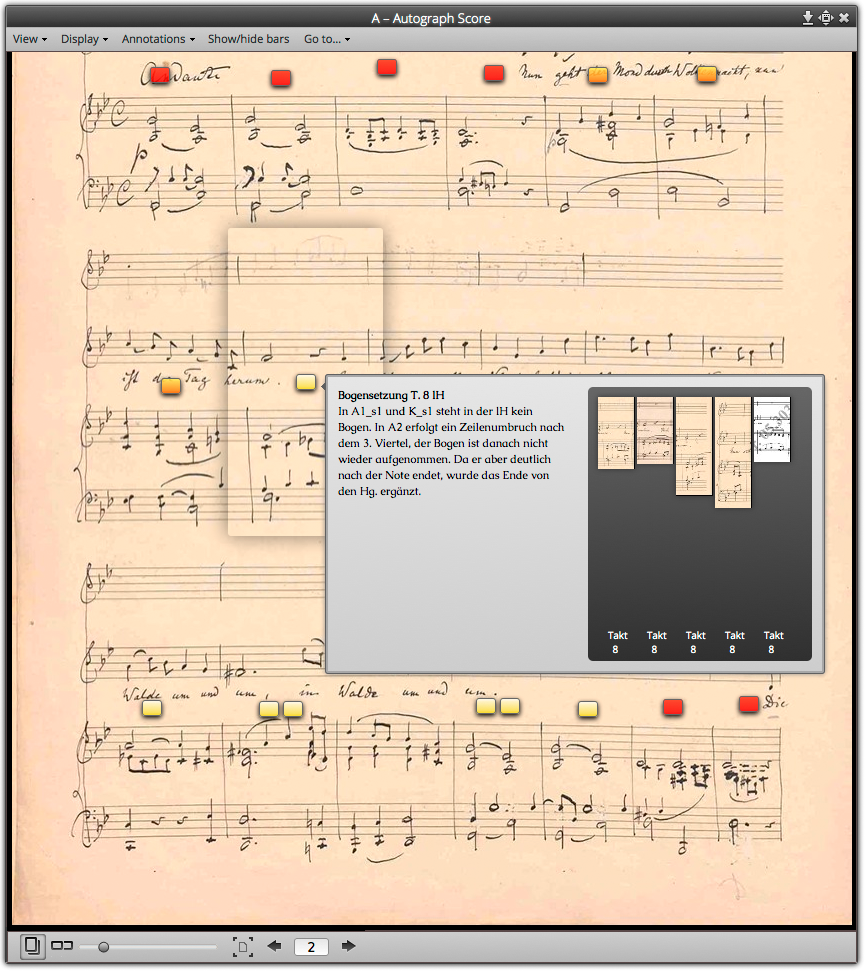 A – Autograph Score
View Display Annotations Show/hide bars Go to...
Andante
Nun geht Mond durch
p
ist Tag herum.
Bogensetzung T. 8 lH
In A1_s1 und K_s1 steht in der lH kein
Bogen. In A2 erfolgt ein Zeilenumbruch nach
dem 3. Viertel, der Bogen ist danach nicht
wieder aufgenommen. Da er aber deutlich
nach der Note endet, wurde das Ende von
den Hg. ergänzt.
Takt Takt Takt Takt Takt
8 8 8 8 8
Walde um und um, im Walde um und um.
Die
2